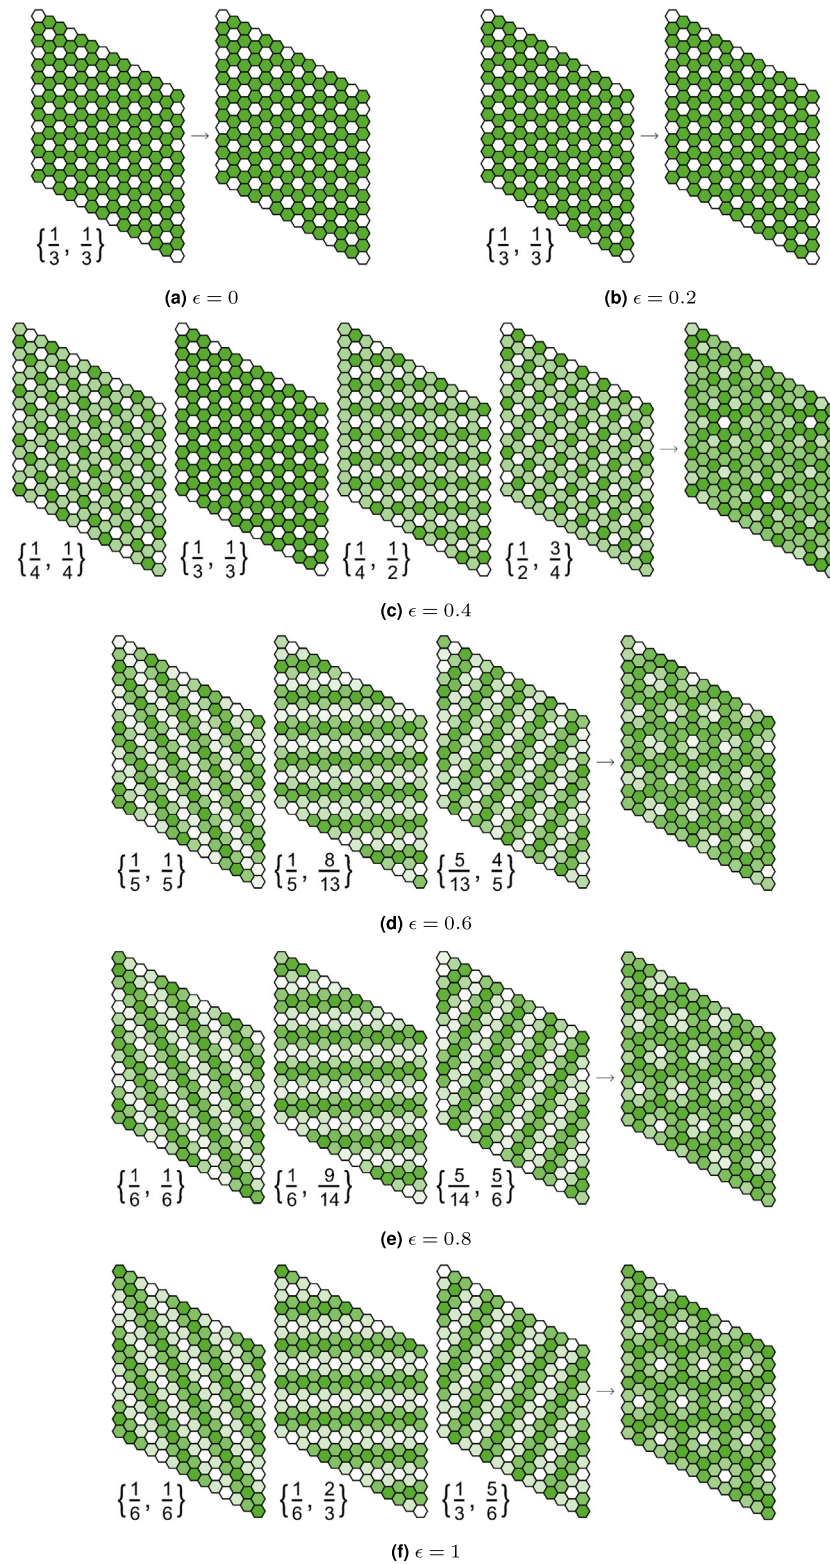 {1/3, 1/3} → {1/3, 1/3} →
(a) ϵ = 0 (b) ϵ = 0.2
{1/4, 1/4} {1/3, 1/3} {1/4, 1/2} {1/2, 3/4} →
(c) ϵ = 0.4
{1/5, 1/5} {1/5, 8/13} {5/13, 4/5} →
(d) ϵ = 0.6
{1/6, 1/6} {1/6, 9/14} {5/14, 5/6} →
(e) ϵ = 0.8
{1/6, 1/6} {1/6, 2/3} {1/3, 5/6} →
(f) ϵ = 1